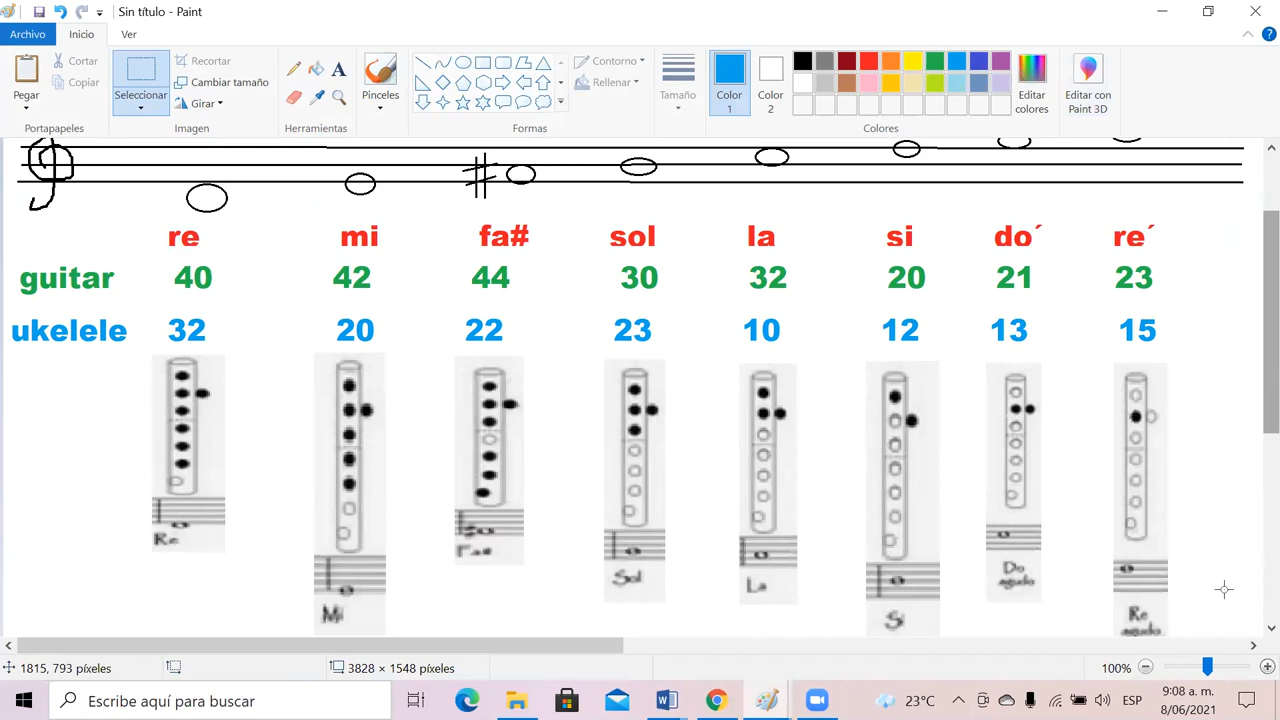 Sin título - Paint
Archivo Inicio Ver
Pegar
Cortar
Copiar
Portapapeles
Seleccionar
Recortar
Cambiar tamaño
Girar
Imagen
A
Herramientas
Pinceles
Contorno
Rellenar
Formas
Tamaño
Color 1
Color 2
Editar colores
Editar con Paint 3D
Colores
re mi fa# sol la si do´ re´
guitar 40 42 44 30 32 20 21 23
ukelele 32 20 22 23 10 12 13 15
Re
Mi
Fa#
Sol
La
Si
Do agudo
Re agudo
1815, 793 píxeles
3828 × 1548 píxeles
100%
Escribe aquí para buscar
23°C
ESP
9:08 a. m.
8/06/2021